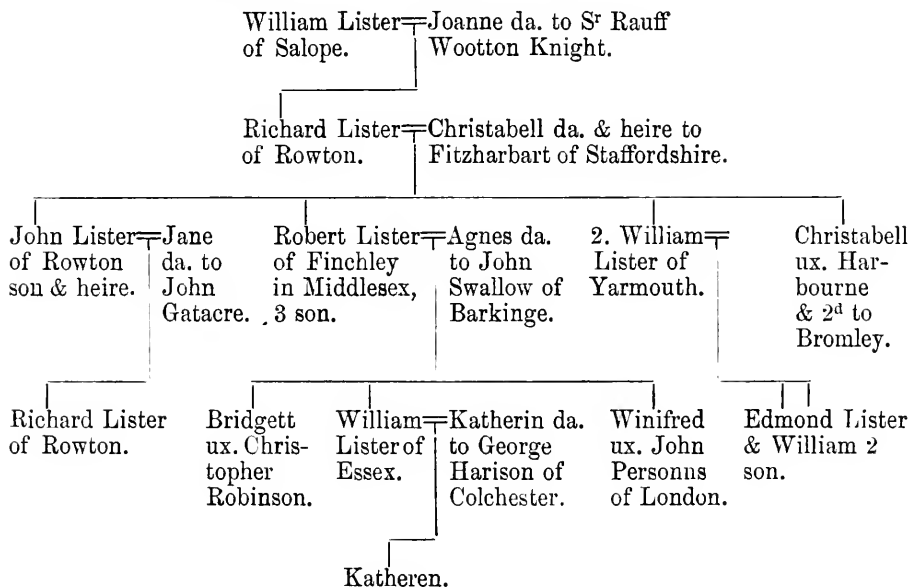 William Lister Joanne da. to Sʳ Rauff
of Salope. Wootton Knight.
Richard Lister Christabell da. & heire to
of Rowton. Fitzharbart of Staffordshire.
John Lister
of Rowton
son & heire.
Jane
da. to
John
Gatacre.
Robert Lister
of Finchley
in Middlesex,
3 son.
Agnes da.
to John
Swallow of
Barkinge.
2. William
Lister of
Yarmouth.
Christabell
ux. Har-
bourne
& 2ᵈ to
Bromley.
Richard Lister
of Rowton.
Bridgett
ux. Chris-
topher
Robinson.
William
Lister of
Essex.
Katherin da.
to George
Harison of
Colchester.
Winifred
ux. John
Personns
of London.
Edmond Lister
& William 2
son.
Katheren.